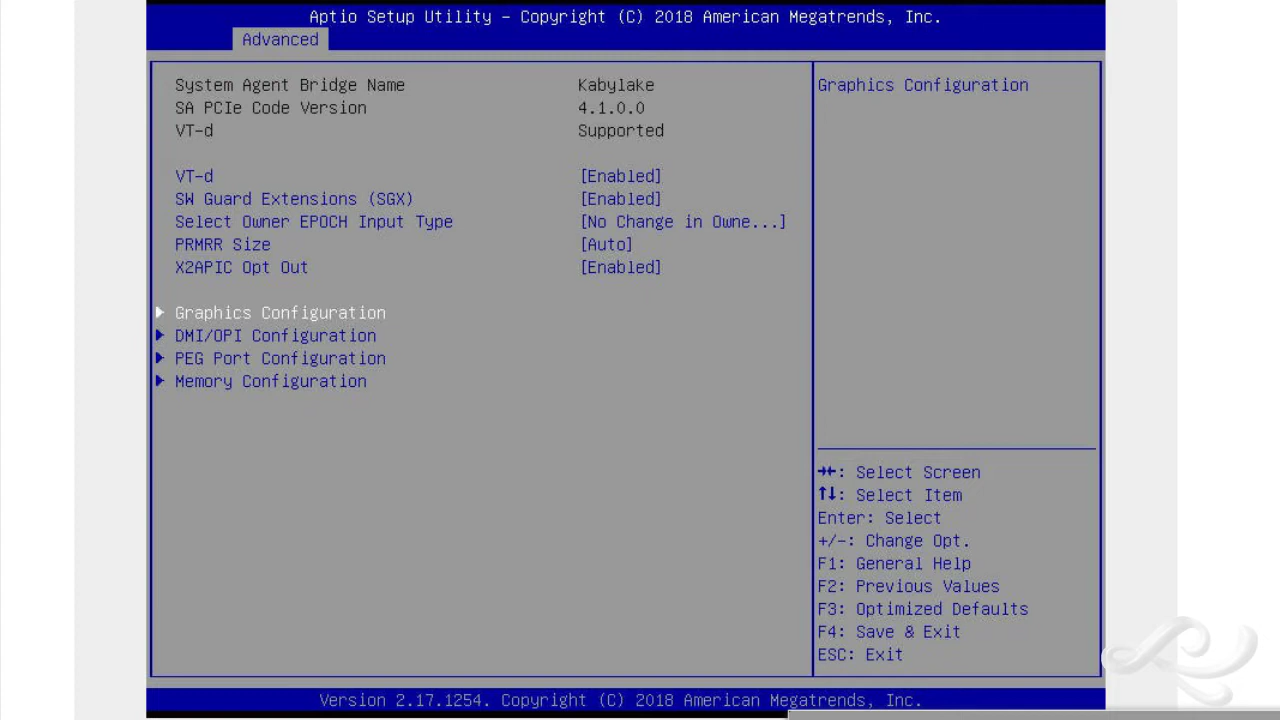 Aptio Setup Utility – Copyright (C) 2018 American Megatrends, Inc.
Advanced
System Agent Bridge Name Kabylake
SA PCIe Code Version 4.1.0.0
VT-d Supported
VT-d [Enabled]
SW Guard Extensions (SGX) [Enabled]
Select Owner EPOCH Input Type [No Change in Owne...]
PRMRR Size [Auto]
X2APIC Opt Out [Enabled]
Graphics Configuration
DMI/OPI Configuration
PEG Port Configuration
Memory Configuration
Graphics Configuration
→←: Select Screen
↑↓: Select Item
Enter: Select
+/-: Change Opt.
F1: General Help
F2: Previous Values
F3: Optimized Defaults
F4: Save & Exit
ESC: Exit
Version 2.17.1254. Copyright (C) 2018 American Megatrends, Inc.